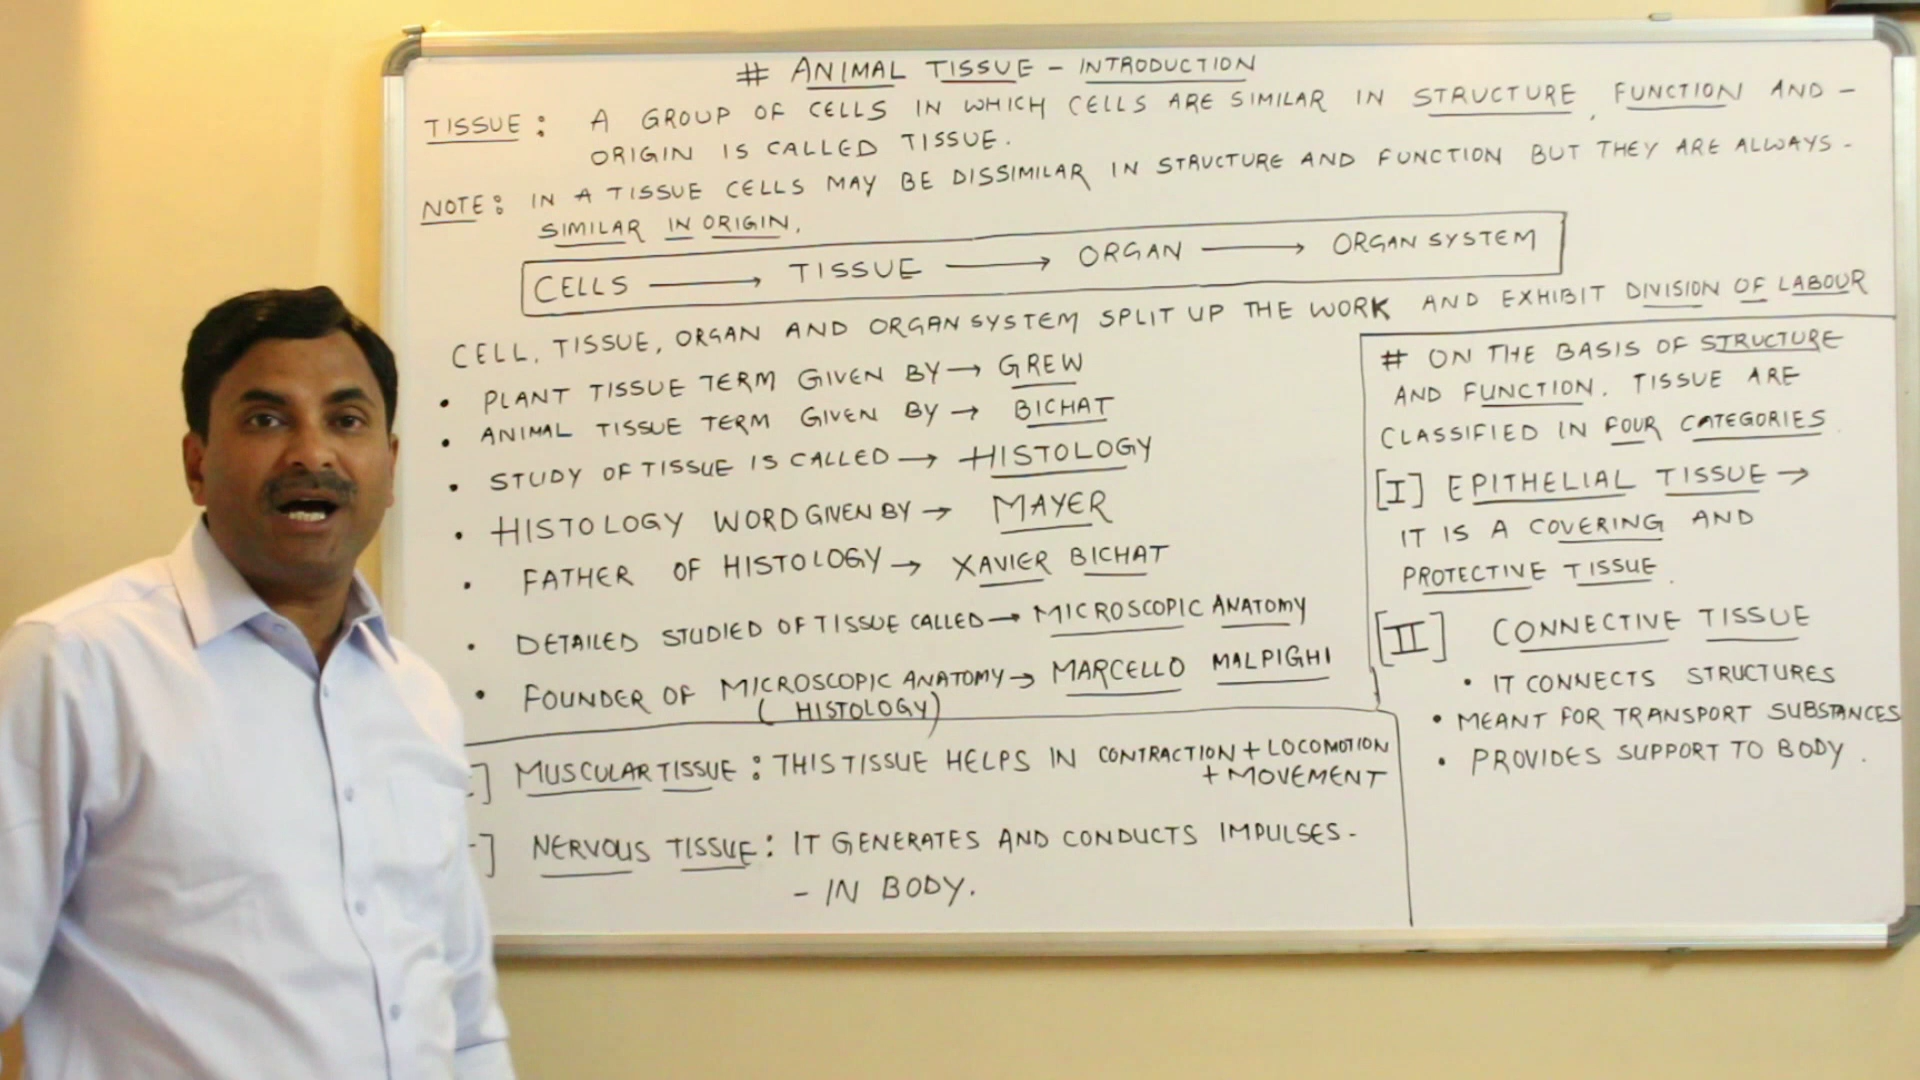 # ANIMAL TISSUE - INTRODUCTION
TISSUE: A GROUP OF CELLS IN WHICH CELLS ARE SIMILAR IN STRUCTURE, FUNCTION AND -
ORIGIN IS CALLED TISSUE.
NOTE: IN A TISSUE CELLS MAY BE DISSIMILAR IN STRUCTURE AND FUNCTION BUT THEY ARE ALWAYS -
SIMILAR IN ORIGIN.
CELLS → TISSUE → ORGAN → ORGAN SYSTEM
CELL, TISSUE, ORGAN AND ORGAN SYSTEM SPLIT UP THE WORK AND EXHIBIT DIVISION OF LABOUR
• PLANT TISSUE TERM GIVEN BY → GREW
• ANIMAL TISSUE TERM GIVEN BY → BICHAT
• STUDY OF TISSUE IS CALLED → HISTOLOGY
• HISTOLOGY WORD GIVEN BY → MAYER
• FATHER OF HISTOLOGY → XAVIER BICHAT
• DETAILED STUDIED OF TISSUE CALLED → MICROSCOPIC ANATOMY
• FOUNDER OF MICROSCOPIC ANATOMY → MARCELLO MALPIGHI
(HISTOLOGY)
# ON THE BASIS OF STRUCTURE
AND FUNCTION. TISSUE ARE
CLASSIFIED IN FOUR CATEGORIES
[I] EPITHELIAL TISSUE →
IT IS A COVERING AND
PROTECTIVE TISSUE.
[II] CONNECTIVE TISSUE
• IT CONNECTS STRUCTURES
• MEANT FOR TRANSPORT SUBSTANCES
• PROVIDES SUPPORT TO BODY.
] MUSCULAR TISSUE : THIS TISSUE HELPS IN CONTRACTION + LOCOMOTION
+ MOVEMENT
] NERVOUS TISSUE : IT GENERATES AND CONDUCTS IMPULSES -
- IN BODY.